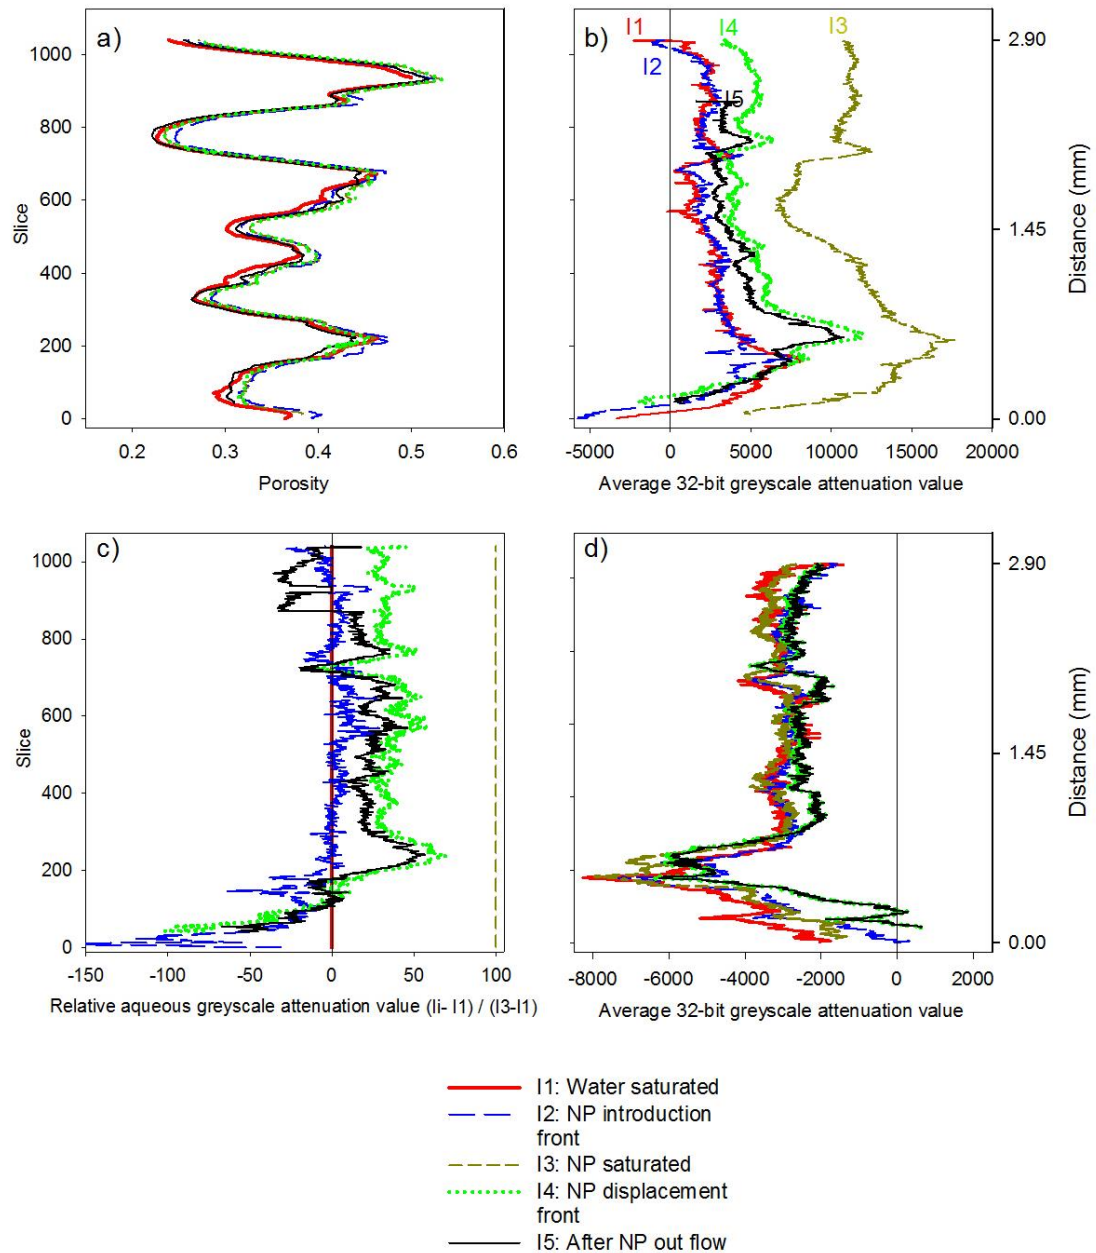 a)
1000
800
600
400
200
0
Slice
0.2 0.3 0.4 0.5 0.6
Porosity
b)
I1 I4 I3
I2
I5
2.90
1.45
0.00
Distance (mm)
-5000 0 5000 10000 15000 20000
Average 32-bit greyscale attenuation value
c)
1000
800
600
400
200
0
Slice
-150 -100 -50 0 50 100
Relative aqueous greyscale attenuation value (Ii- I1) / (I3-I1)
d)
2.90
1.45
0.00
Distance (mm)
-8000 -6000 -4000 -2000 0 2000
Average 32-bit greyscale attenuation value
I1: Water saturated
I2: NP introduction
front
I3: NP saturated
I4: NP displacement
front
I5: After NP out flow